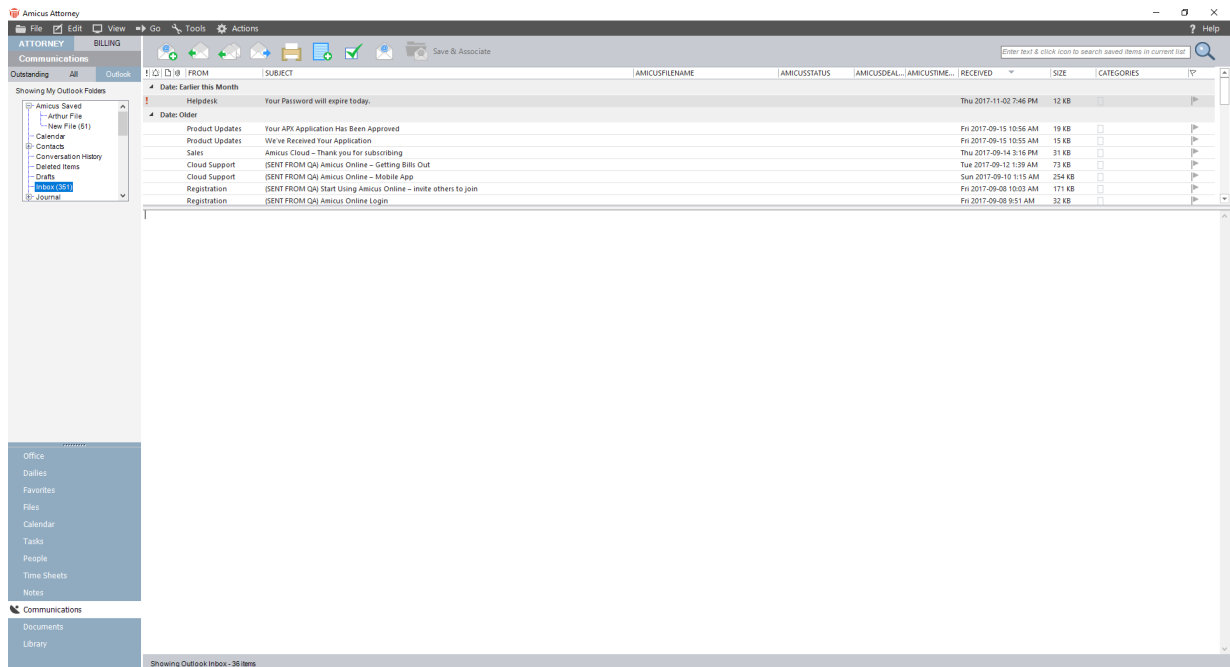 Amicus Attorney
File Edit View Go Tools Actions Help
ATTORNEY BILLING
Communications
Save & Associate
Enter text & click icon to search saved items in current list
Outstanding All Outlook
! FROM SUBJECT AMICUSFILENAME AMICUSSTATUS AMICUSDEAL... AMICUSTIME... RECEIVED SIZE CATEGORIES
Showing My Outlook Folders
Amicus Saved
Arthur File
New File (51)
Calendar
Contacts
Conversation History
Deleted Items
Drafts
Inbox (351)
Journal
Date: Earlier this Month
! Helpdesk Your Password will expire today. Thu 2017-11-02 7:46 PM 12 KB
Date: Older
Product Updates Your APX Application Has Been Approved Fri 2017-09-15 10:56 AM 19 KB
Product Updates We've Received Your Application Fri 2017-09-15 10:55 AM 15 KB
Sales Amicus Cloud – Thank you for subscribing Thu 2017-09-14 3:16 PM 31 KB
Cloud Support (SENT FROM QA) Amicus Online – Getting Bills Out Tue 2017-09-12 1:39 AM 73 KB
Cloud Support (SENT FROM QA) Amicus Online – Mobile App Sun 2017-09-10 1:15 AM 254 KB
Registration (SENT FROM QA) Start Using Amicus Online – invite others to join Fri 2017-09-08 10:03 AM 171 KB
Registration (SENT FROM QA) Amicus Online Login Fri 2017-09-08 9:51 AM 32 KB
Office
Dailies
Favorites
Files
Calendar
Tasks
People
Time Sheets
Notes
Communications
Documents
Library
Showing Outlook Inbox - 36 items